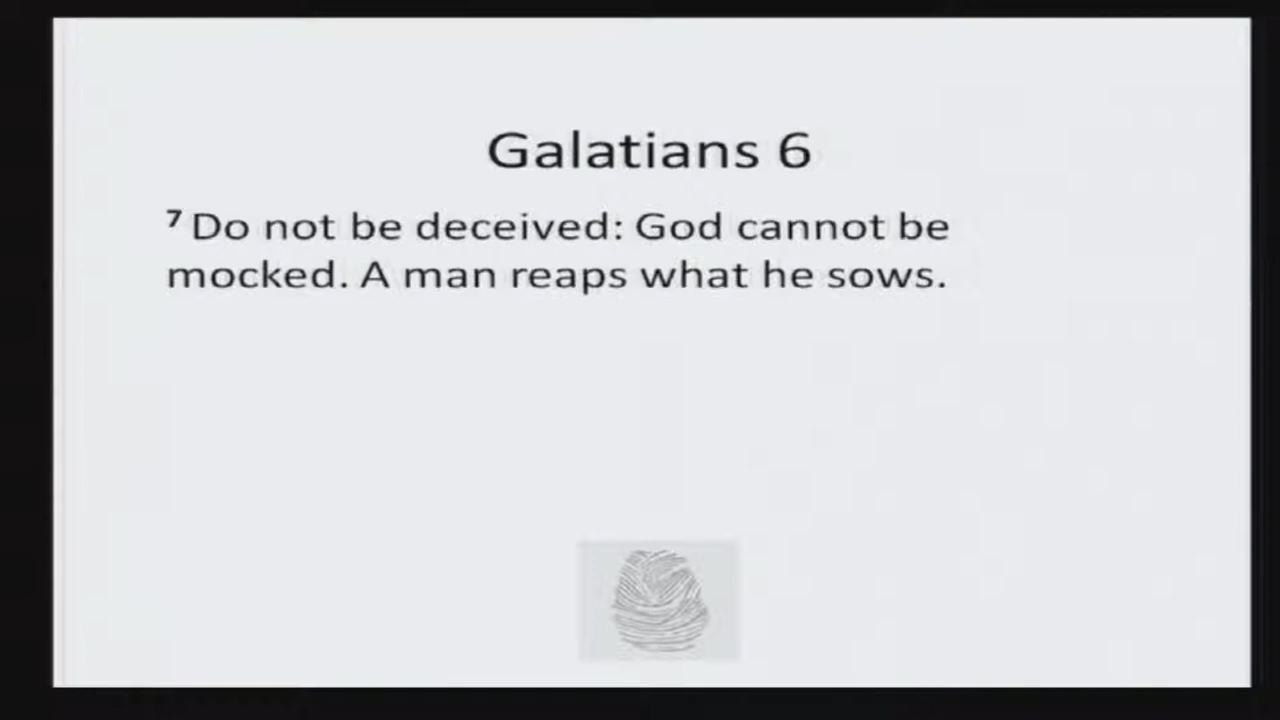 Galatians 6
7 Do not be deceived: God cannot be
mocked. A man reaps what he sows.